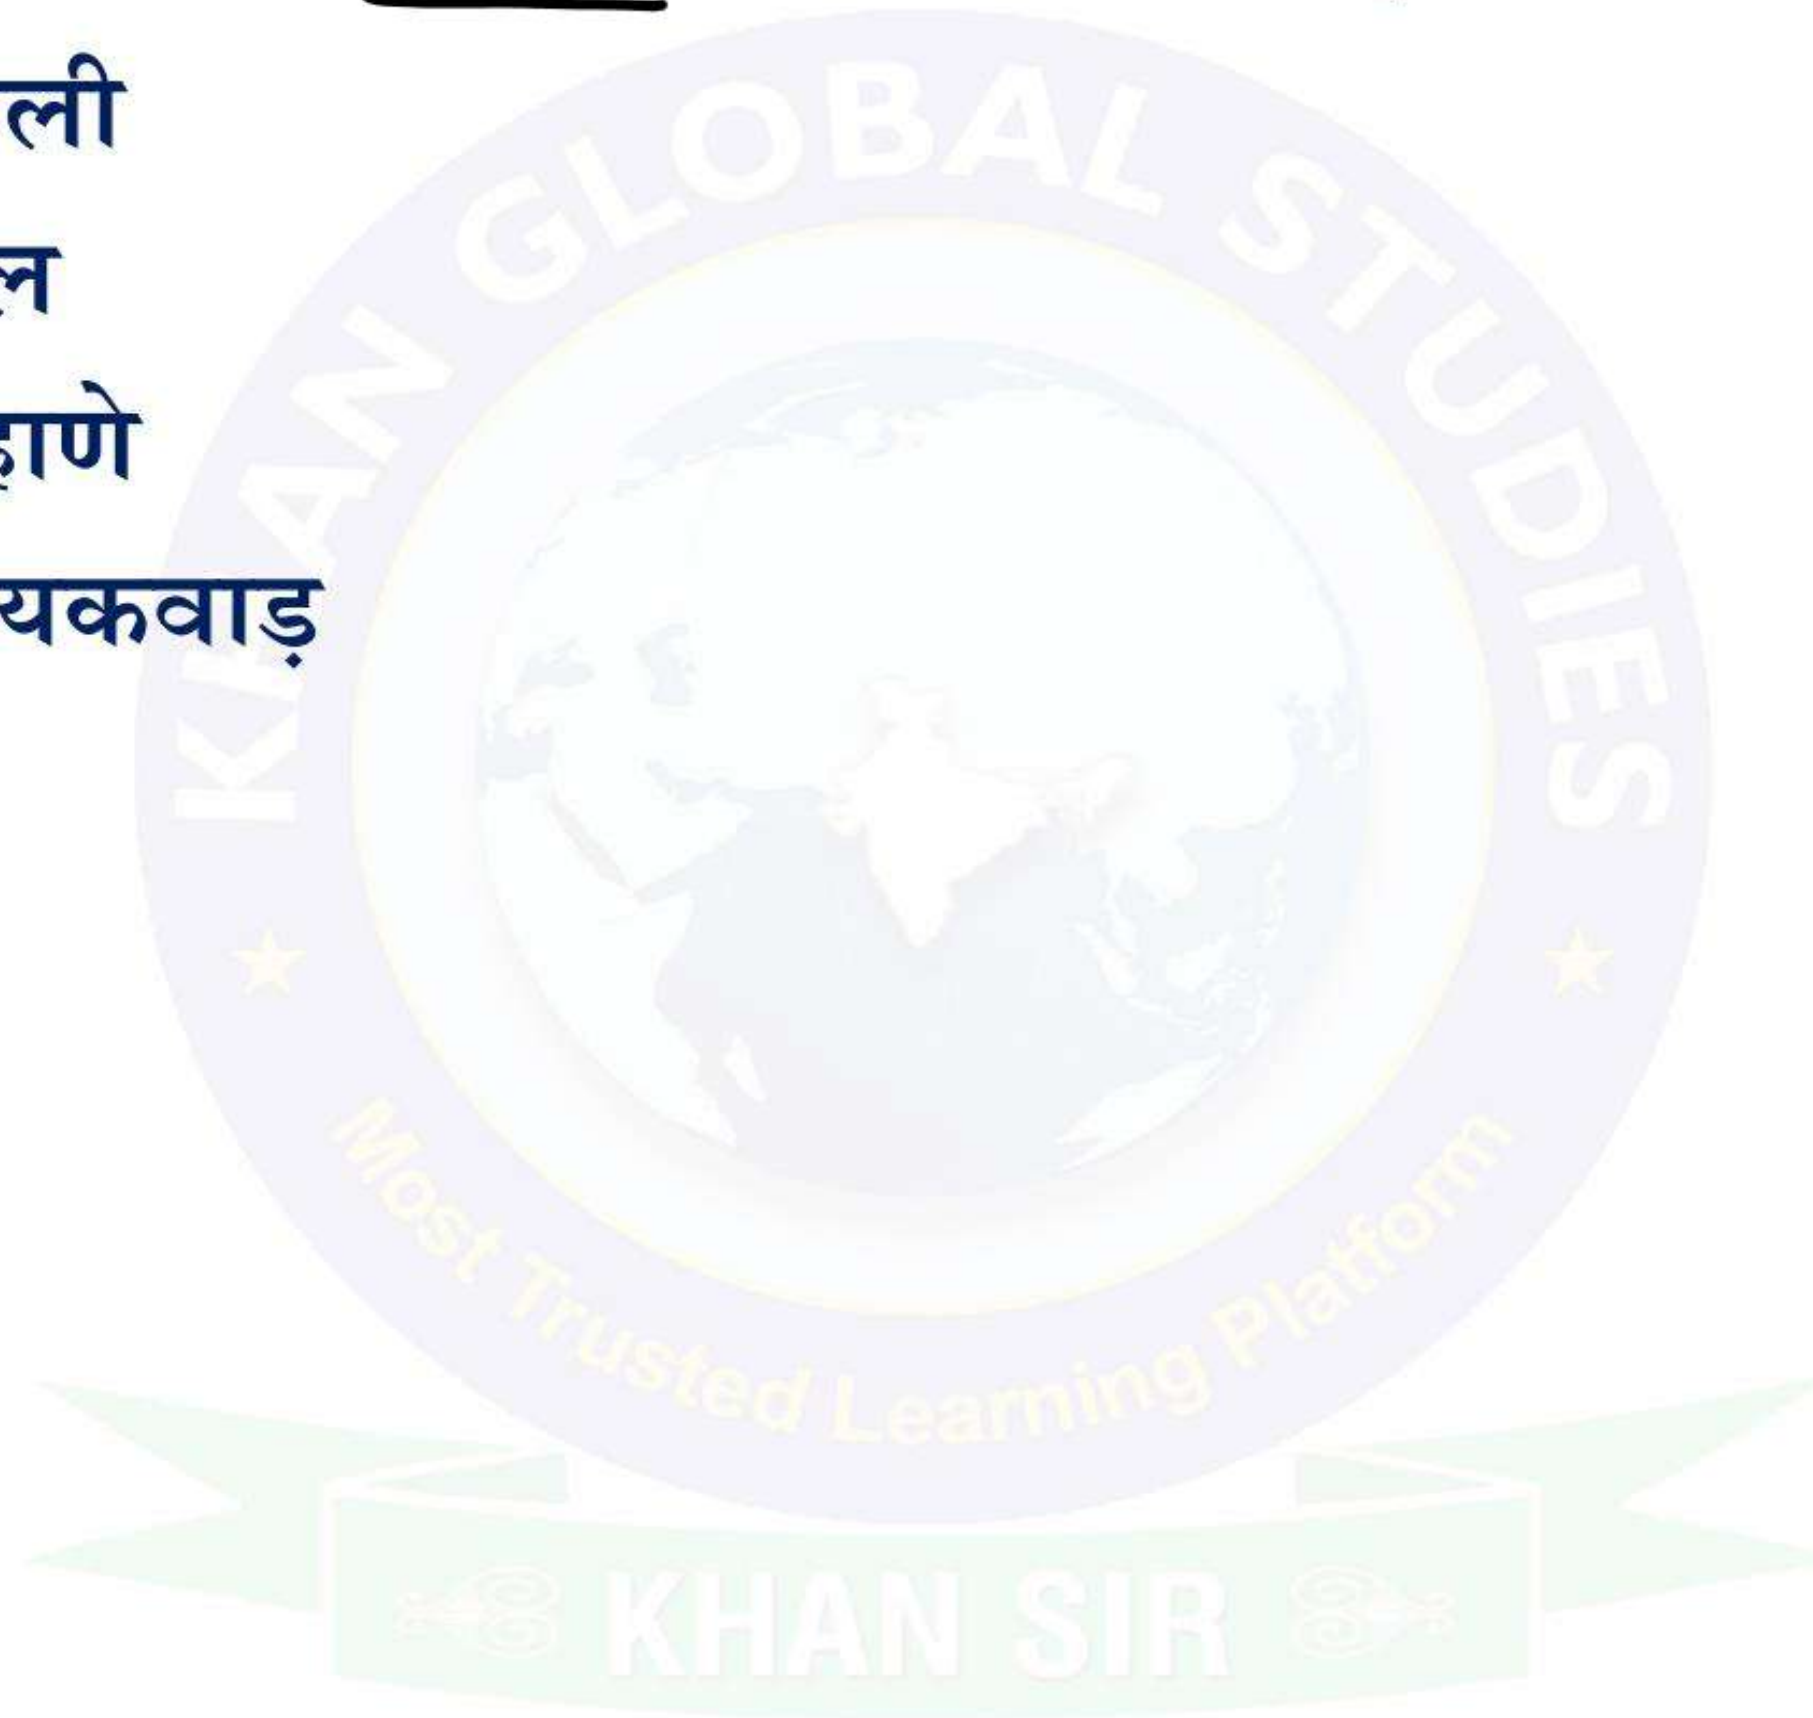 ली
ल
हाणे
यकवाड़
KHAN GLOBAL STUDIES
Most Trusted Learning Platform
KHAN SIR